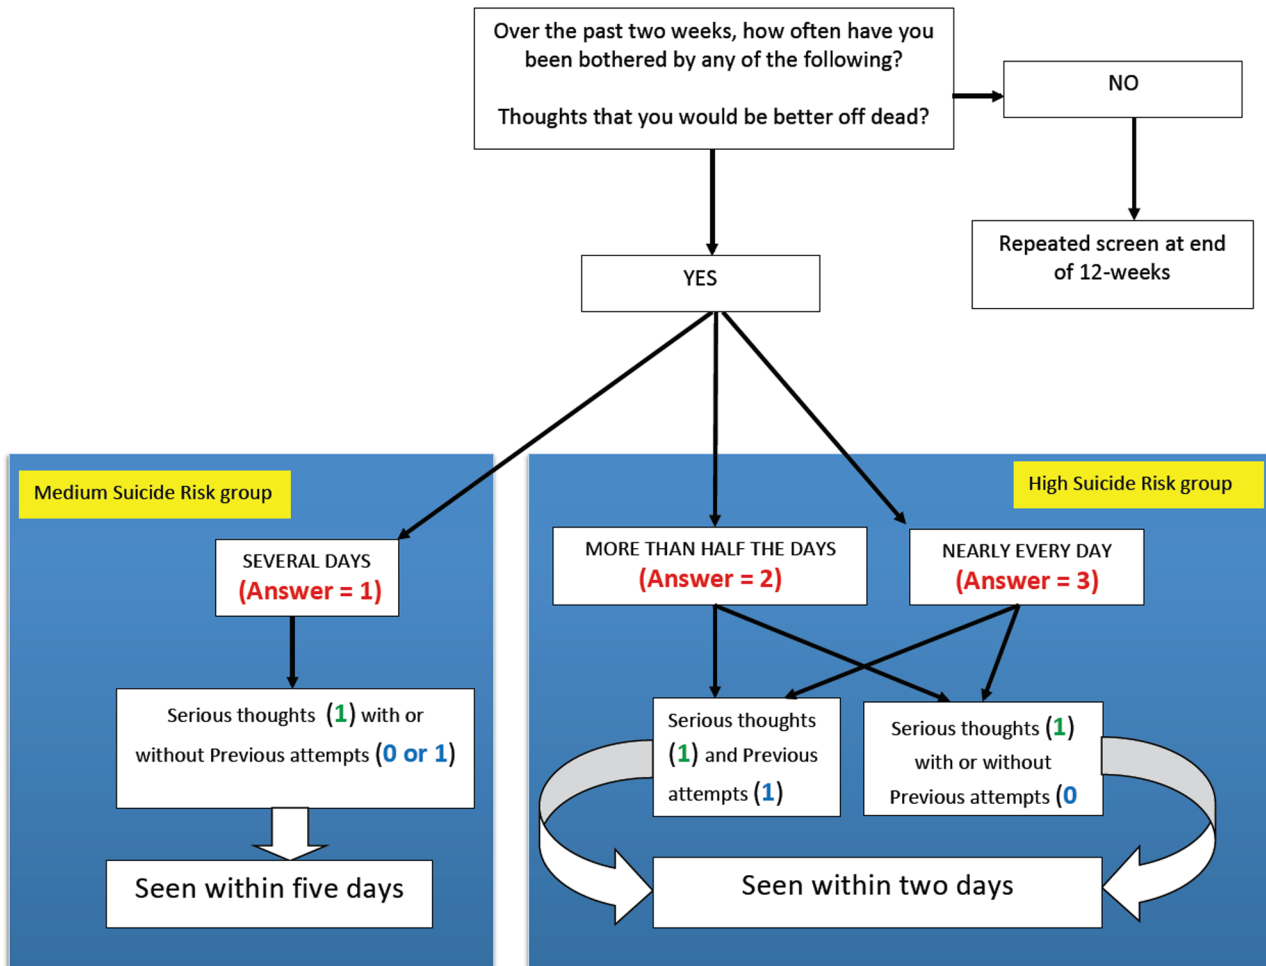 Over the past two weeks, how often have you
been bothered by any of the following?
Thoughts that you would be better off dead?
NO
Repeated screen at end
of 12-weeks
YES
Medium Suicide Risk group
High Suicide Risk group
SEVERAL DAYS
(Answer = 1)
MORE THAN HALF THE DAYS
(Answer = 2)
NEARLY EVERY DAY
(Answer = 3)
Serious thoughts (1) with or
without Previous attempts (0 or 1)
Serious thoughts
(1) and Previous
attempts (1)
Serious thoughts (1)
with or without
Previous attempts (0
Seen within five days
Seen within two days